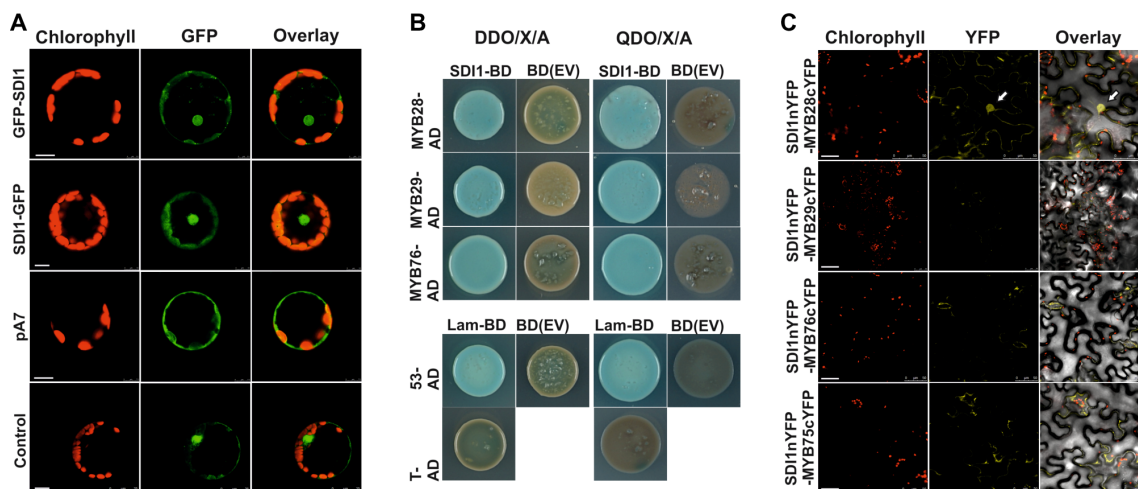 A
Chlorophyll GFP Overlay
GFP-SDI1
SDI1-GFP
pA7
Control
B
DDO/X/A QDO/X/A
SDI1-BD BD(EV) SDI1-BD BD(EV)
MYB28-
AD
MYB29-
AD
MYB76-
AD
Lam-BD BD(EV) Lam-BD BD(EV)
53-
AD
T-
AD
C
Chlorophyll YFP Overlay
SDI1nYFP
-MYB28cYFP
SDI1nYFP
-MYB29cYFP
SDI1nYFP
-MYB76cYFP
SDI1nYFP
-MYB75cYFP